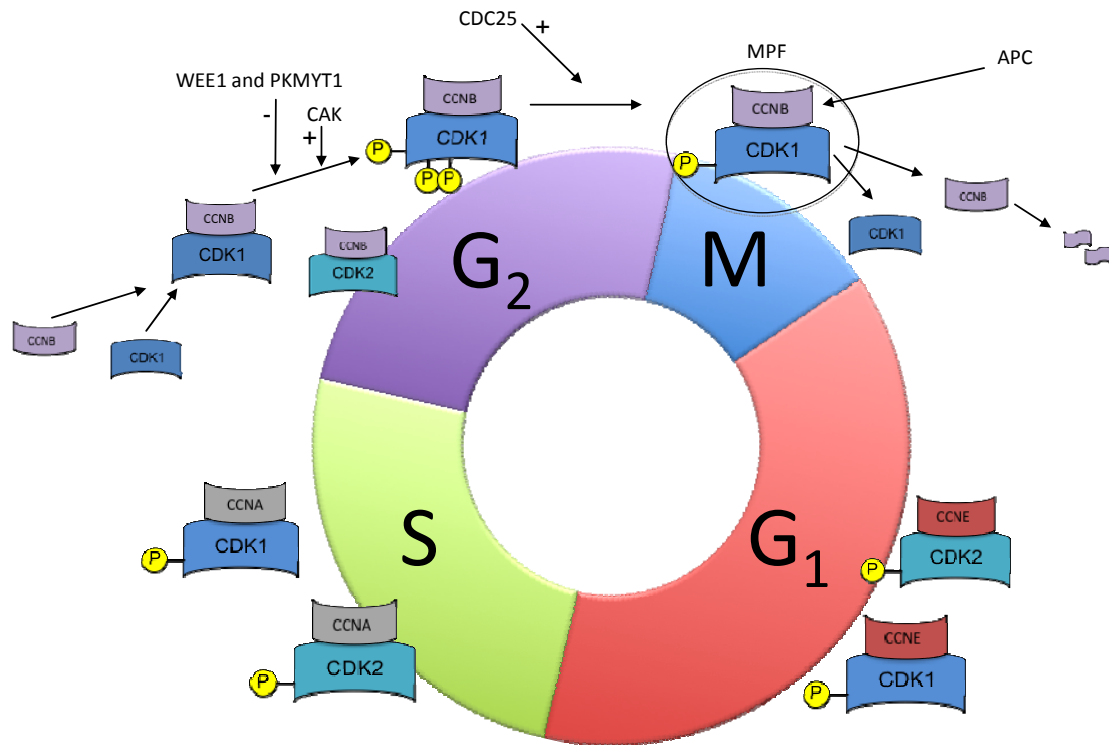 CDC25
+
MPF
APC
WEE1 and PKMYT1
-
CAK
+
CCNB
CDK1
P
P
P
CCNB
CDK1
P
CCNB
CDK1
CCNB
CDK1
CCNB
CDK2
CCNB
CDK1
G2
M
S
G1
CCNA
CDK1
P
CCNA
CDK2
P
CCNE
CDK2
P
CCNE
CDK1
P